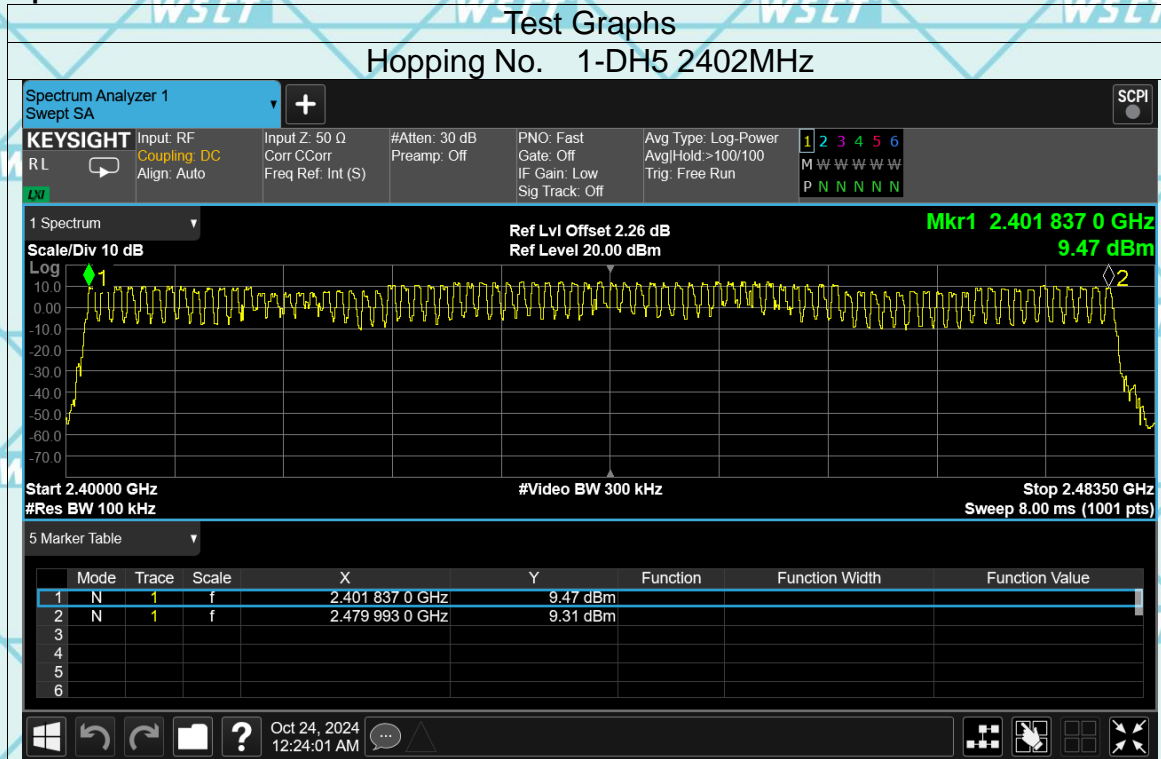 WSCT WSCT WSCT
Test Graphs
Hopping No. 1-DH5 2402MHz
Spectrum Analyzer 1
Swept SA
+
SCPI
KEYSIGHT
RL
LXI
Input: RF
Coupling: DC
Align: Auto
Input Z: 50 Ω
Corr CCorr
Freq Ref: Int (S)
#Atten: 30 dB
Preamp: Off
PNO: Fast
Gate: Off
IF Gain: Low
Sig Track: Off
Avg Type: Log-Power
Avg|Hold:>100/100
Trig: Free Run
1 2 3 4 5 6
M W W W W W
P N N N N N
1 Spectrum
Scale/Div 10 dB
Ref Lvl Offset 2.26 dB
Ref Level 20.00 dBm
Mkr1 2.401 837 0 GHz
9.47 dBm
Log
1
2
10.0
0.00
-10.0
-20.0
-30.0
-40.0
-50.0
-60.0
-70.0
Start 2.40000 GHz
#Res BW 100 kHz
#Video BW 300 kHz
Stop 2.48350 GHz
Sweep 8.00 ms (1001 pts)
5 Marker Table
Mode Trace Scale X Y Function Function Width Function Value
1 N 1 f 2.401 837 0 GHz 9.47 dBm
2 N 1 f 2.479 993 0 GHz 9.31 dBm
3
4
5
6
?
Oct 24, 2024
12:24:01 AM